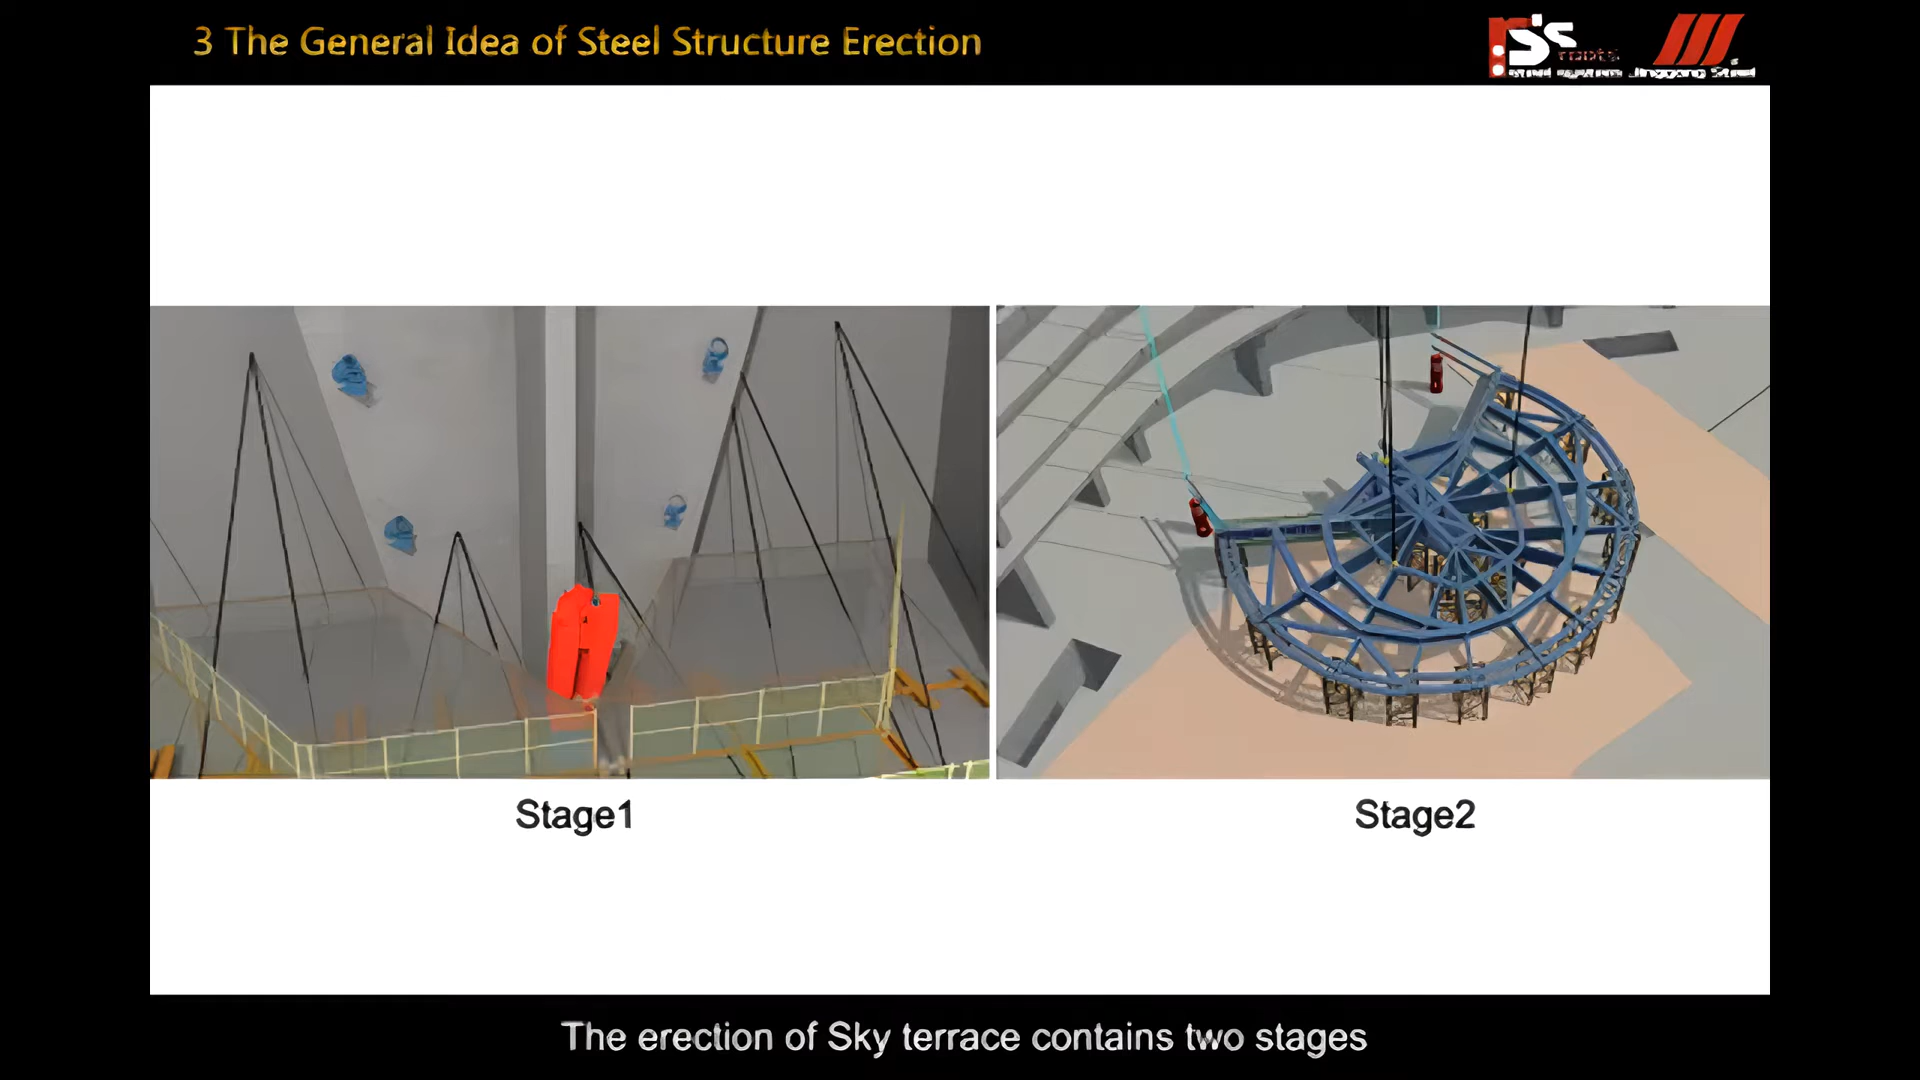 3 The General Idea of Steel Structure Erection
Stage1
Stage2
The erection of Sky terrace contains two stages